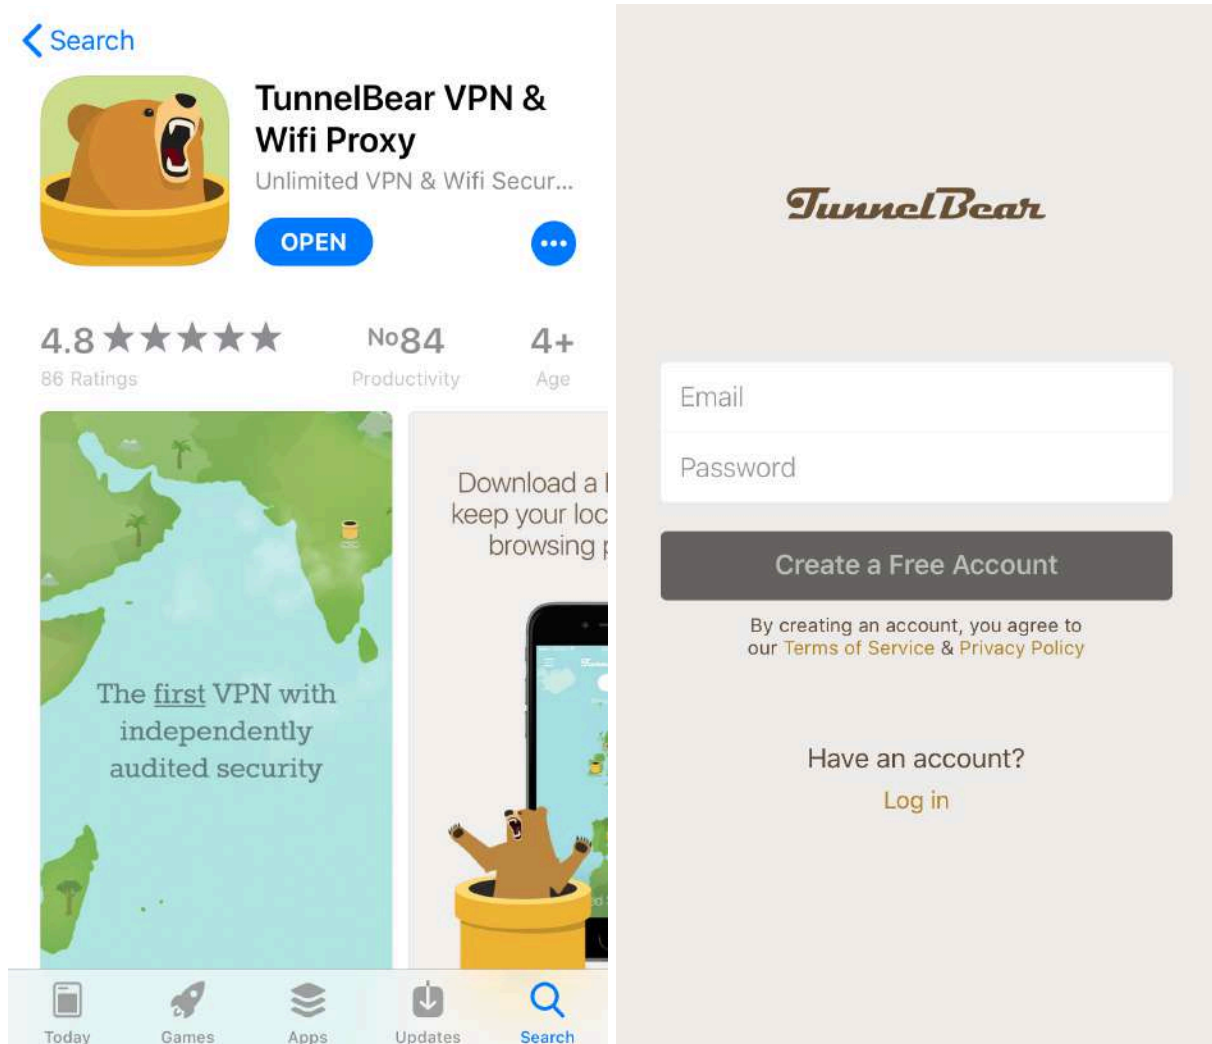 Search
TunnelBear VPN &
Wifi Proxy
Unlimited VPN & Wifi Secur...
OPEN
4.8
No84
4+
86 Ratings
Productivity
Age
The first VPN with
independently
audited security
Download a
keep your loc
browsing
Today
Games
Apps
Updates
Search
TunnelBear
Email
Password
Create a Free Account
By creating an account, you agree to
our Terms of Service & Privacy Policy
Have an account?
Log in